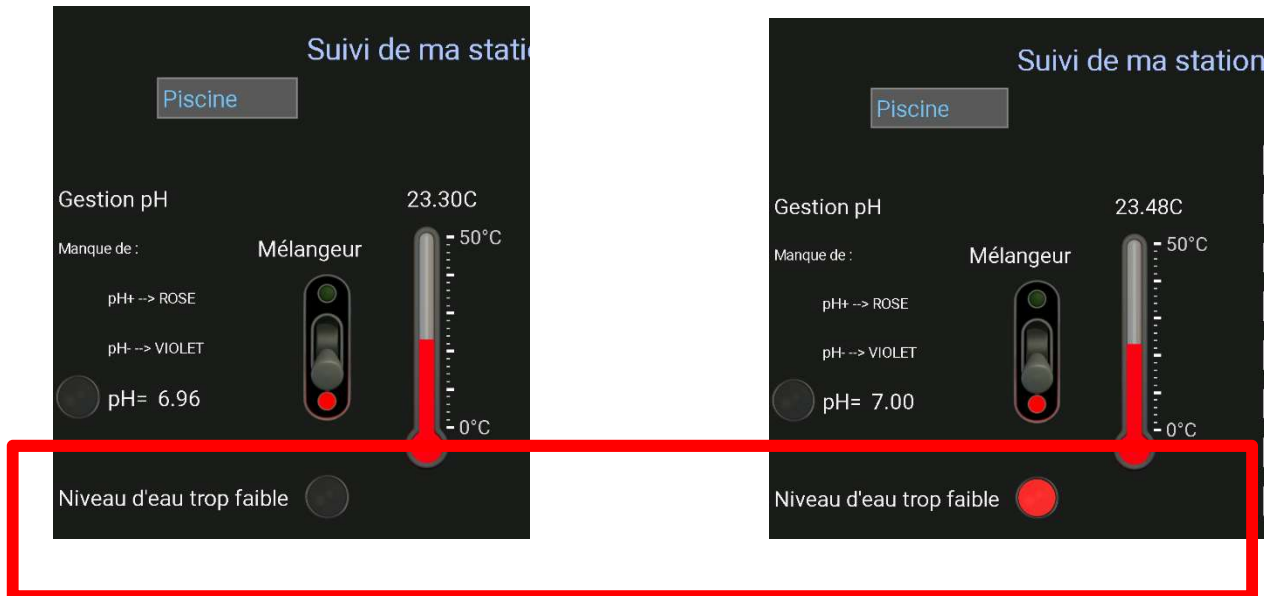 Suivi de ma stati
Piscine
Gestion pH
23.30C
Manque de :
Mélangeur
50°C
pH+ --> ROSE
pH- --> VIOLET
pH= 6.96
0°C
Niveau d'eau trop faible
Suivi de ma station
Piscine
Gestion pH
23.48C
Manque de :
Mélangeur
50°C
pH+ --> ROSE
pH- --> VIOLET
pH= 7.00
0°C
Niveau d'eau trop faible